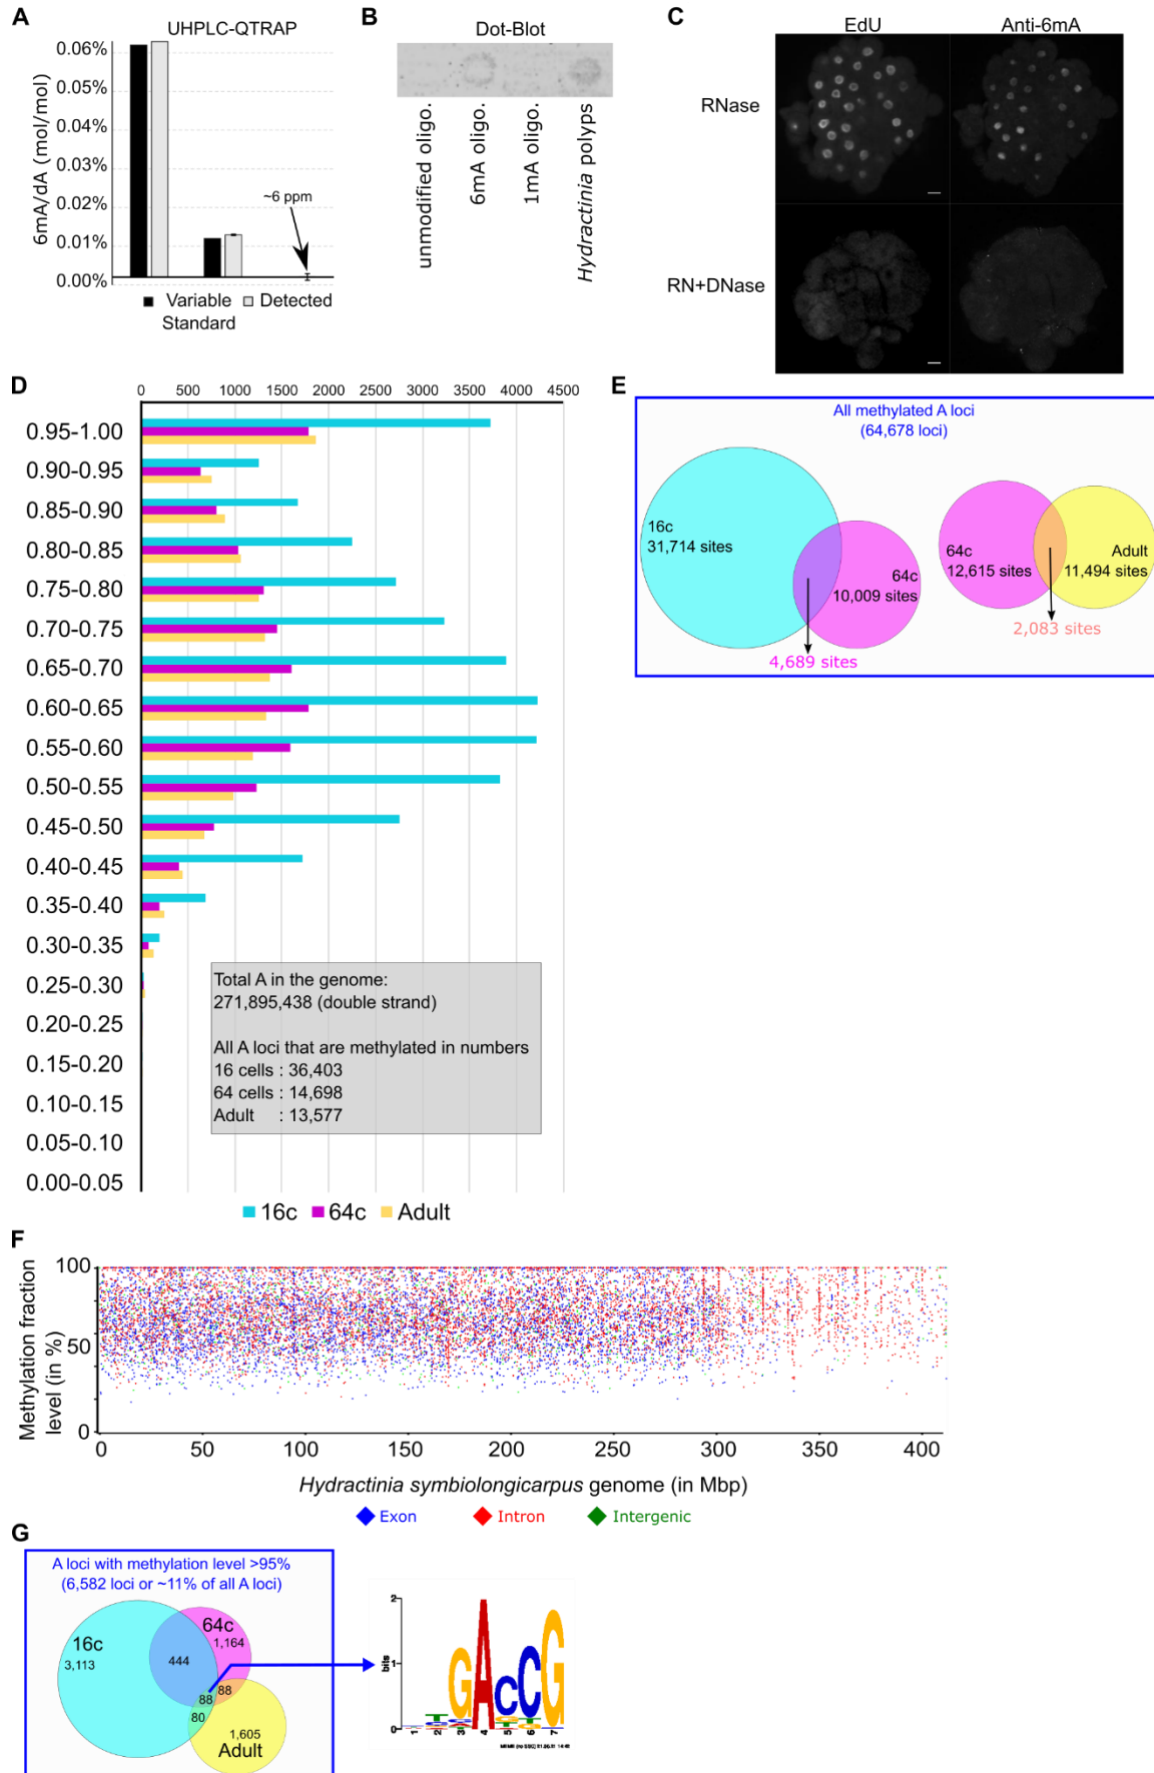 A
UHPLC-QTRAP
0.06%
0.05%
0.04%
0.03%
0.02%
0.01%
0.00%
6mA/dA (mol/mol)
~6 ppm
Variable Detected
Standard
B
Dot-Blot
unmodified oligo.
6mA oligo.
1mA oligo.
Hydractinia polyps
C
EdU Anti-6mA
RNase
RN+DNase
D
0 500 1000 1500 2000 2500 3000 3500 4000 4500
0.95-1.00
0.90-0.95
0.85-0.90
0.80-0.85
0.75-0.80
0.70-0.75
0.65-0.70
0.60-0.65
0.55-0.60
0.50-0.55
0.45-0.50
0.40-0.45
0.35-0.40
0.30-0.35
0.25-0.30
0.20-0.25
0.15-0.20
0.10-0.15
0.05-0.10
0.00-0.05
Total A in the genome:
271,895,438 (double strand)
All A loci that are methylated in numbers
16 cells : 36,403
64 cells : 14,698
Adult : 13,577
16c 64c Adult
E
All methylated A loci
(64,678 loci)
16c
31,714 sites
64c
10,009 sites
4,689 sites
64c
12,615 sites
Adult
11,494 sites
2,083 sites
F
Methylation fraction
level (in %)
100
50
0
0 50 100 150 200 250 300 350 400
Hydractinia symbiolongicarpus genome (in Mbp)
Exon Intron Intergenic
G
A loci with methylation level >95%
(6,582 loci or ~11% of all A loci)
16c
3,113
64c
1,164
444
88
88
80
1,605
Adult
2
1
0
bits
GACCG
1 2 3 4 5 6 7